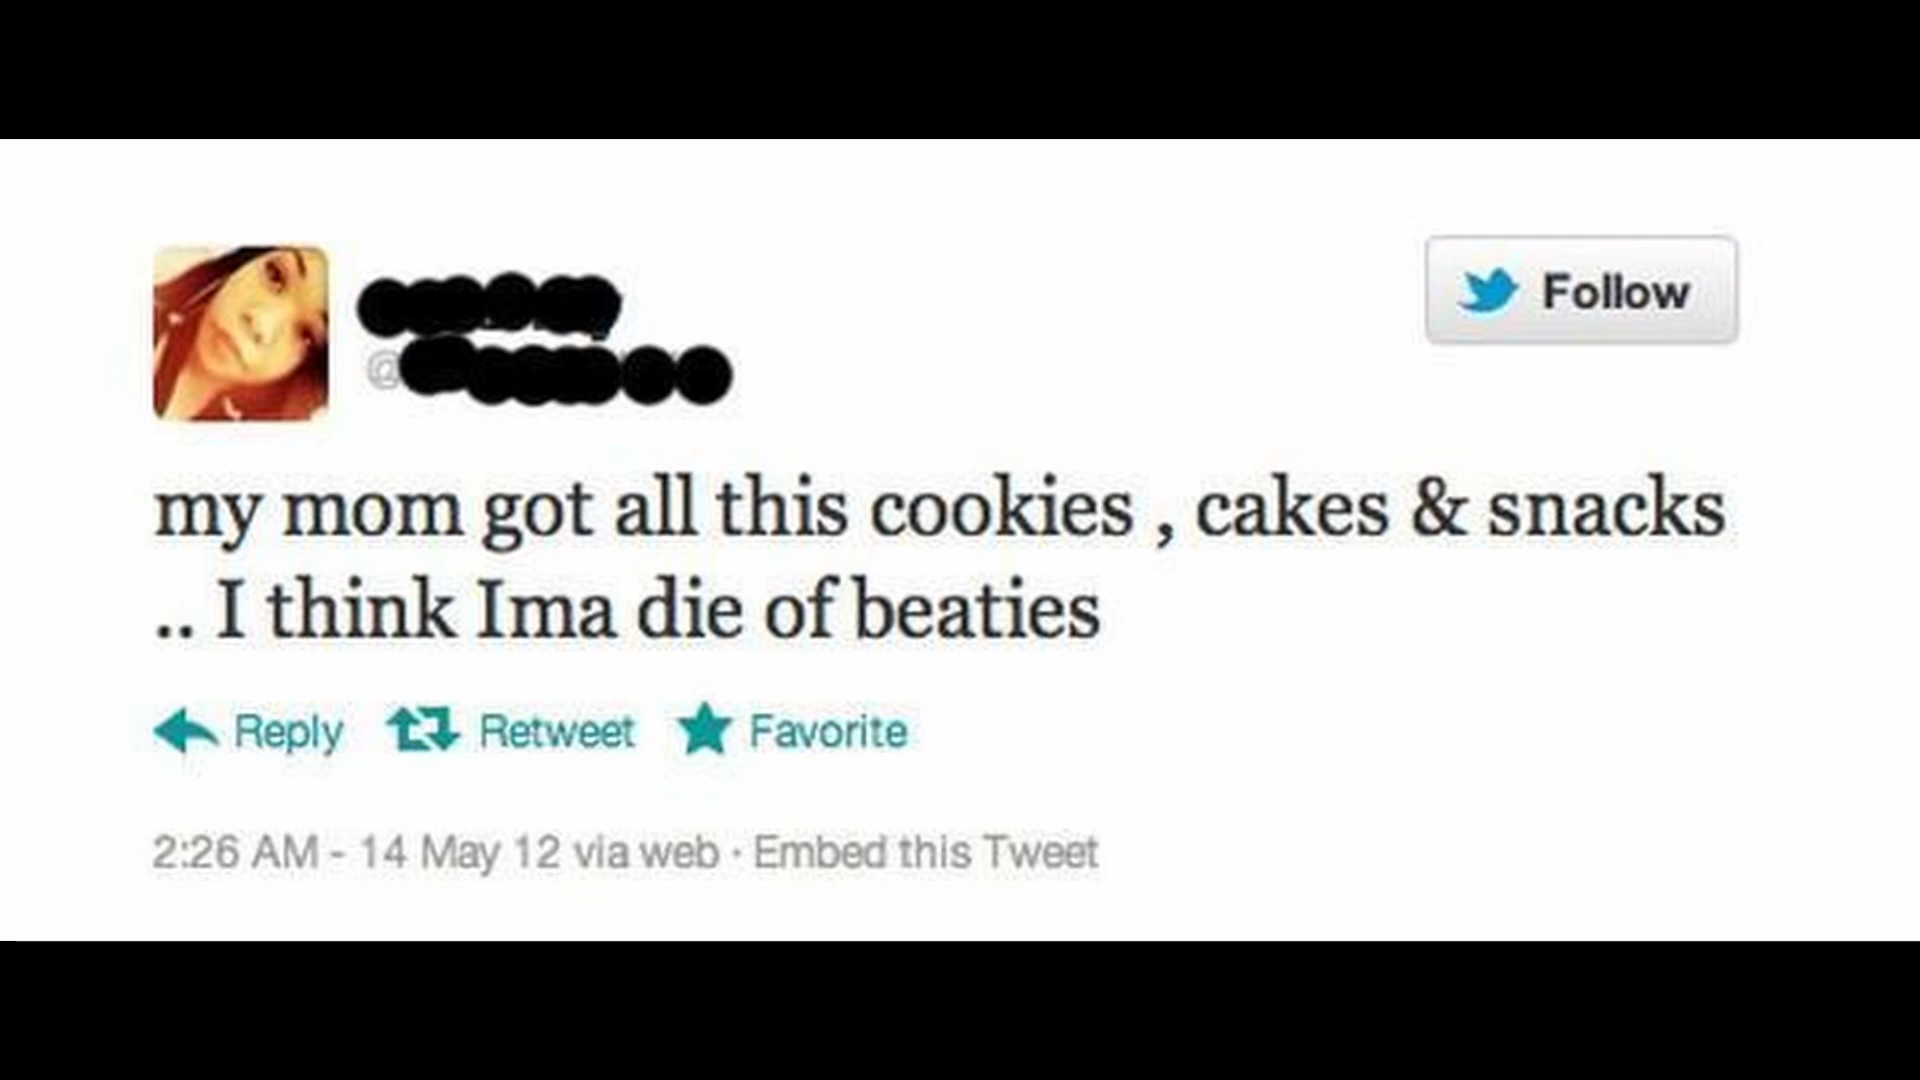 Follow
@
my mom got all this cookies , cakes & snacks
.. I think Ima die of beaties
Reply Retweet Favorite
2:26 AM - 14 May 12 via web · Embed this Tweet